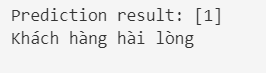 Prediction result: [1]
Khách hàng hài lòng